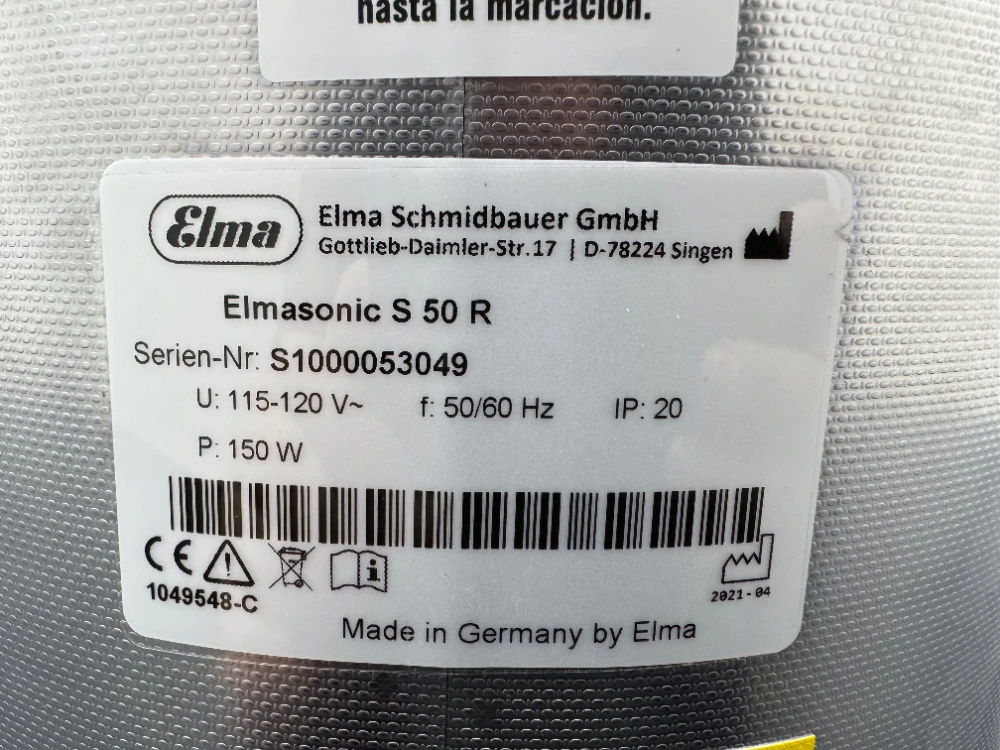 hasta la marcación.
Elma
Elma Schmidbauer GmbH
Gottlieb-Daimler-Str.17 | D-78224 Singen
Elmasonic S 50 R
Serien-Nr: S1000053049
U: 115-120 V~ f: 50/60 Hz IP: 20
P: 150 W
CE
1049548-C
2021-04
Made in Germany by Elma